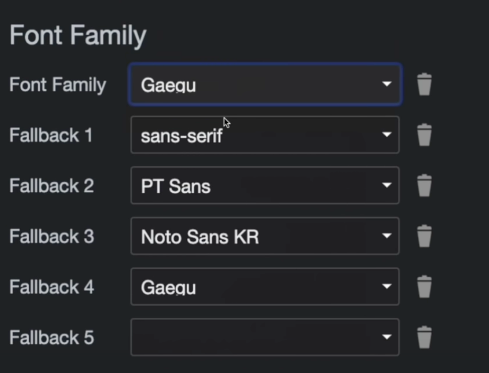 Font Family
Font Family Gaegu
Fallback 1 sans-serif
Fallback 2 PT Sans
Fallback 3 Noto Sans KR
Fallback 4 Gaegu
Fallback 5